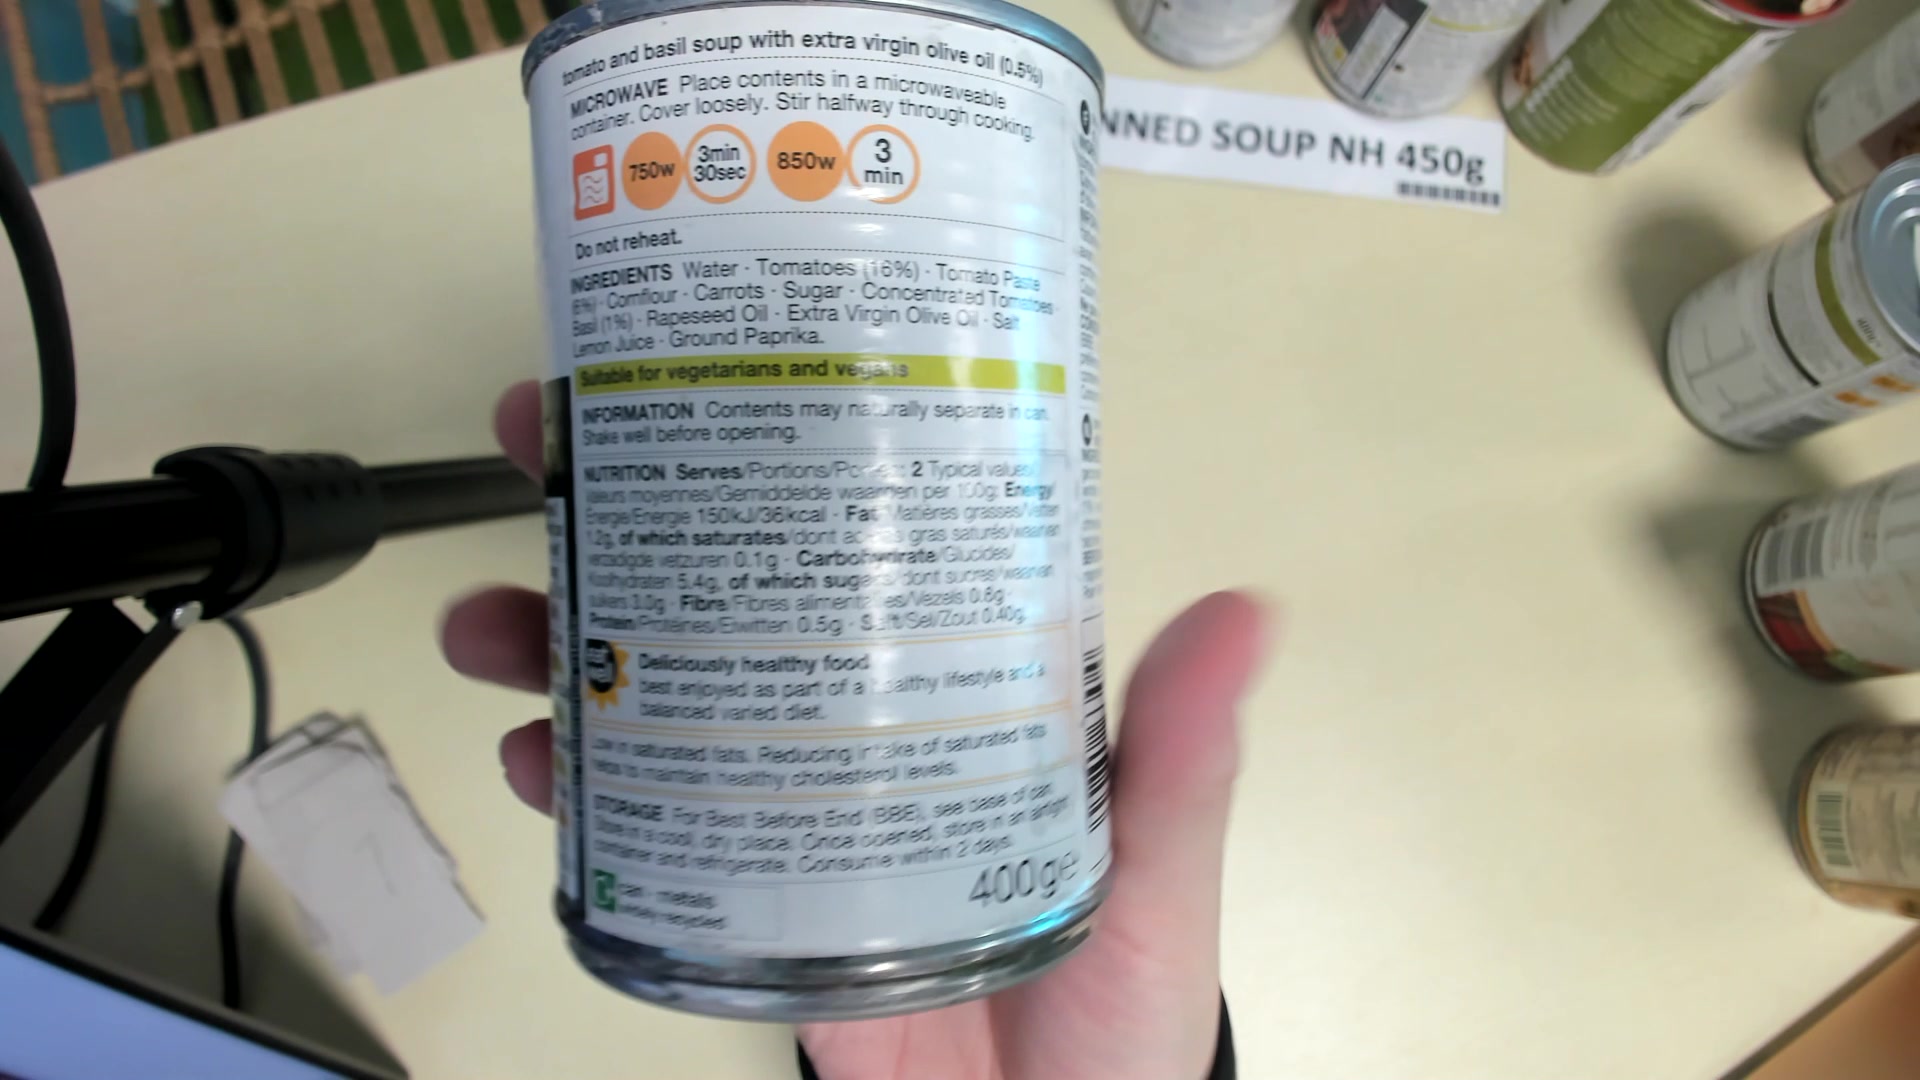 tomato and basil soup with extra virgin olive oil (0.5%)
MICROWAVE Place contents in a microwaveable
container. Cover loosely. Stir halfway through cooking.
750w 3min 30sec 850w 3 min
Do not reheat.
INGREDIENTS Water · Tomatoes (16%) · Tomato Paste
(6%) · Cornflour · Carrots · Sugar · Concentrated Tomatoes ·
Basil (1%) · Rapeseed Oil · Extra Virgin Olive Oil · Salt
Lemon Juice · Ground Paprika.
Suitable for vegetarians and vegans
INFORMATION Contents may naturally separate in can.
Shake well before opening.
NUTRITION Serves/Portions/ : 2 Typical values/
Valeurs moyennes/Gemiddelde waarden per 100g: Energy/
Energie/Energie 150kJ/36kcal · Fat/Matières grasses/Vetten
1.2g, of which saturates/dont acides gras saturés/waarvan
verzadigde vetzuren 0.1g · Carbohydrate/Glucides/
Koolhydraten 5.4g, of which sugars/dont sucres/waarvan
suikers 3.0g · Fibre/Fibres alimentaires/Vezels 0.6g ·
Protein/Protéines/Eiwitten 0.5g · Salt/Sel/Zout 0.40g.
Deliciously healthy food
best enjoyed as part of a healthy lifestyle and a
balanced varied diet.
Low in saturated fats. Reducing intake of saturated fats
helps to maintain healthy cholesterol levels.
STORAGE For Best Before End (BBE), see base of can.
Store in a cool, dry place. Once opened, store in an airtight
container and refrigerate. Consume within 2 days.
can · metals
widely recycled
400g e
NNED SOUP NH 450g